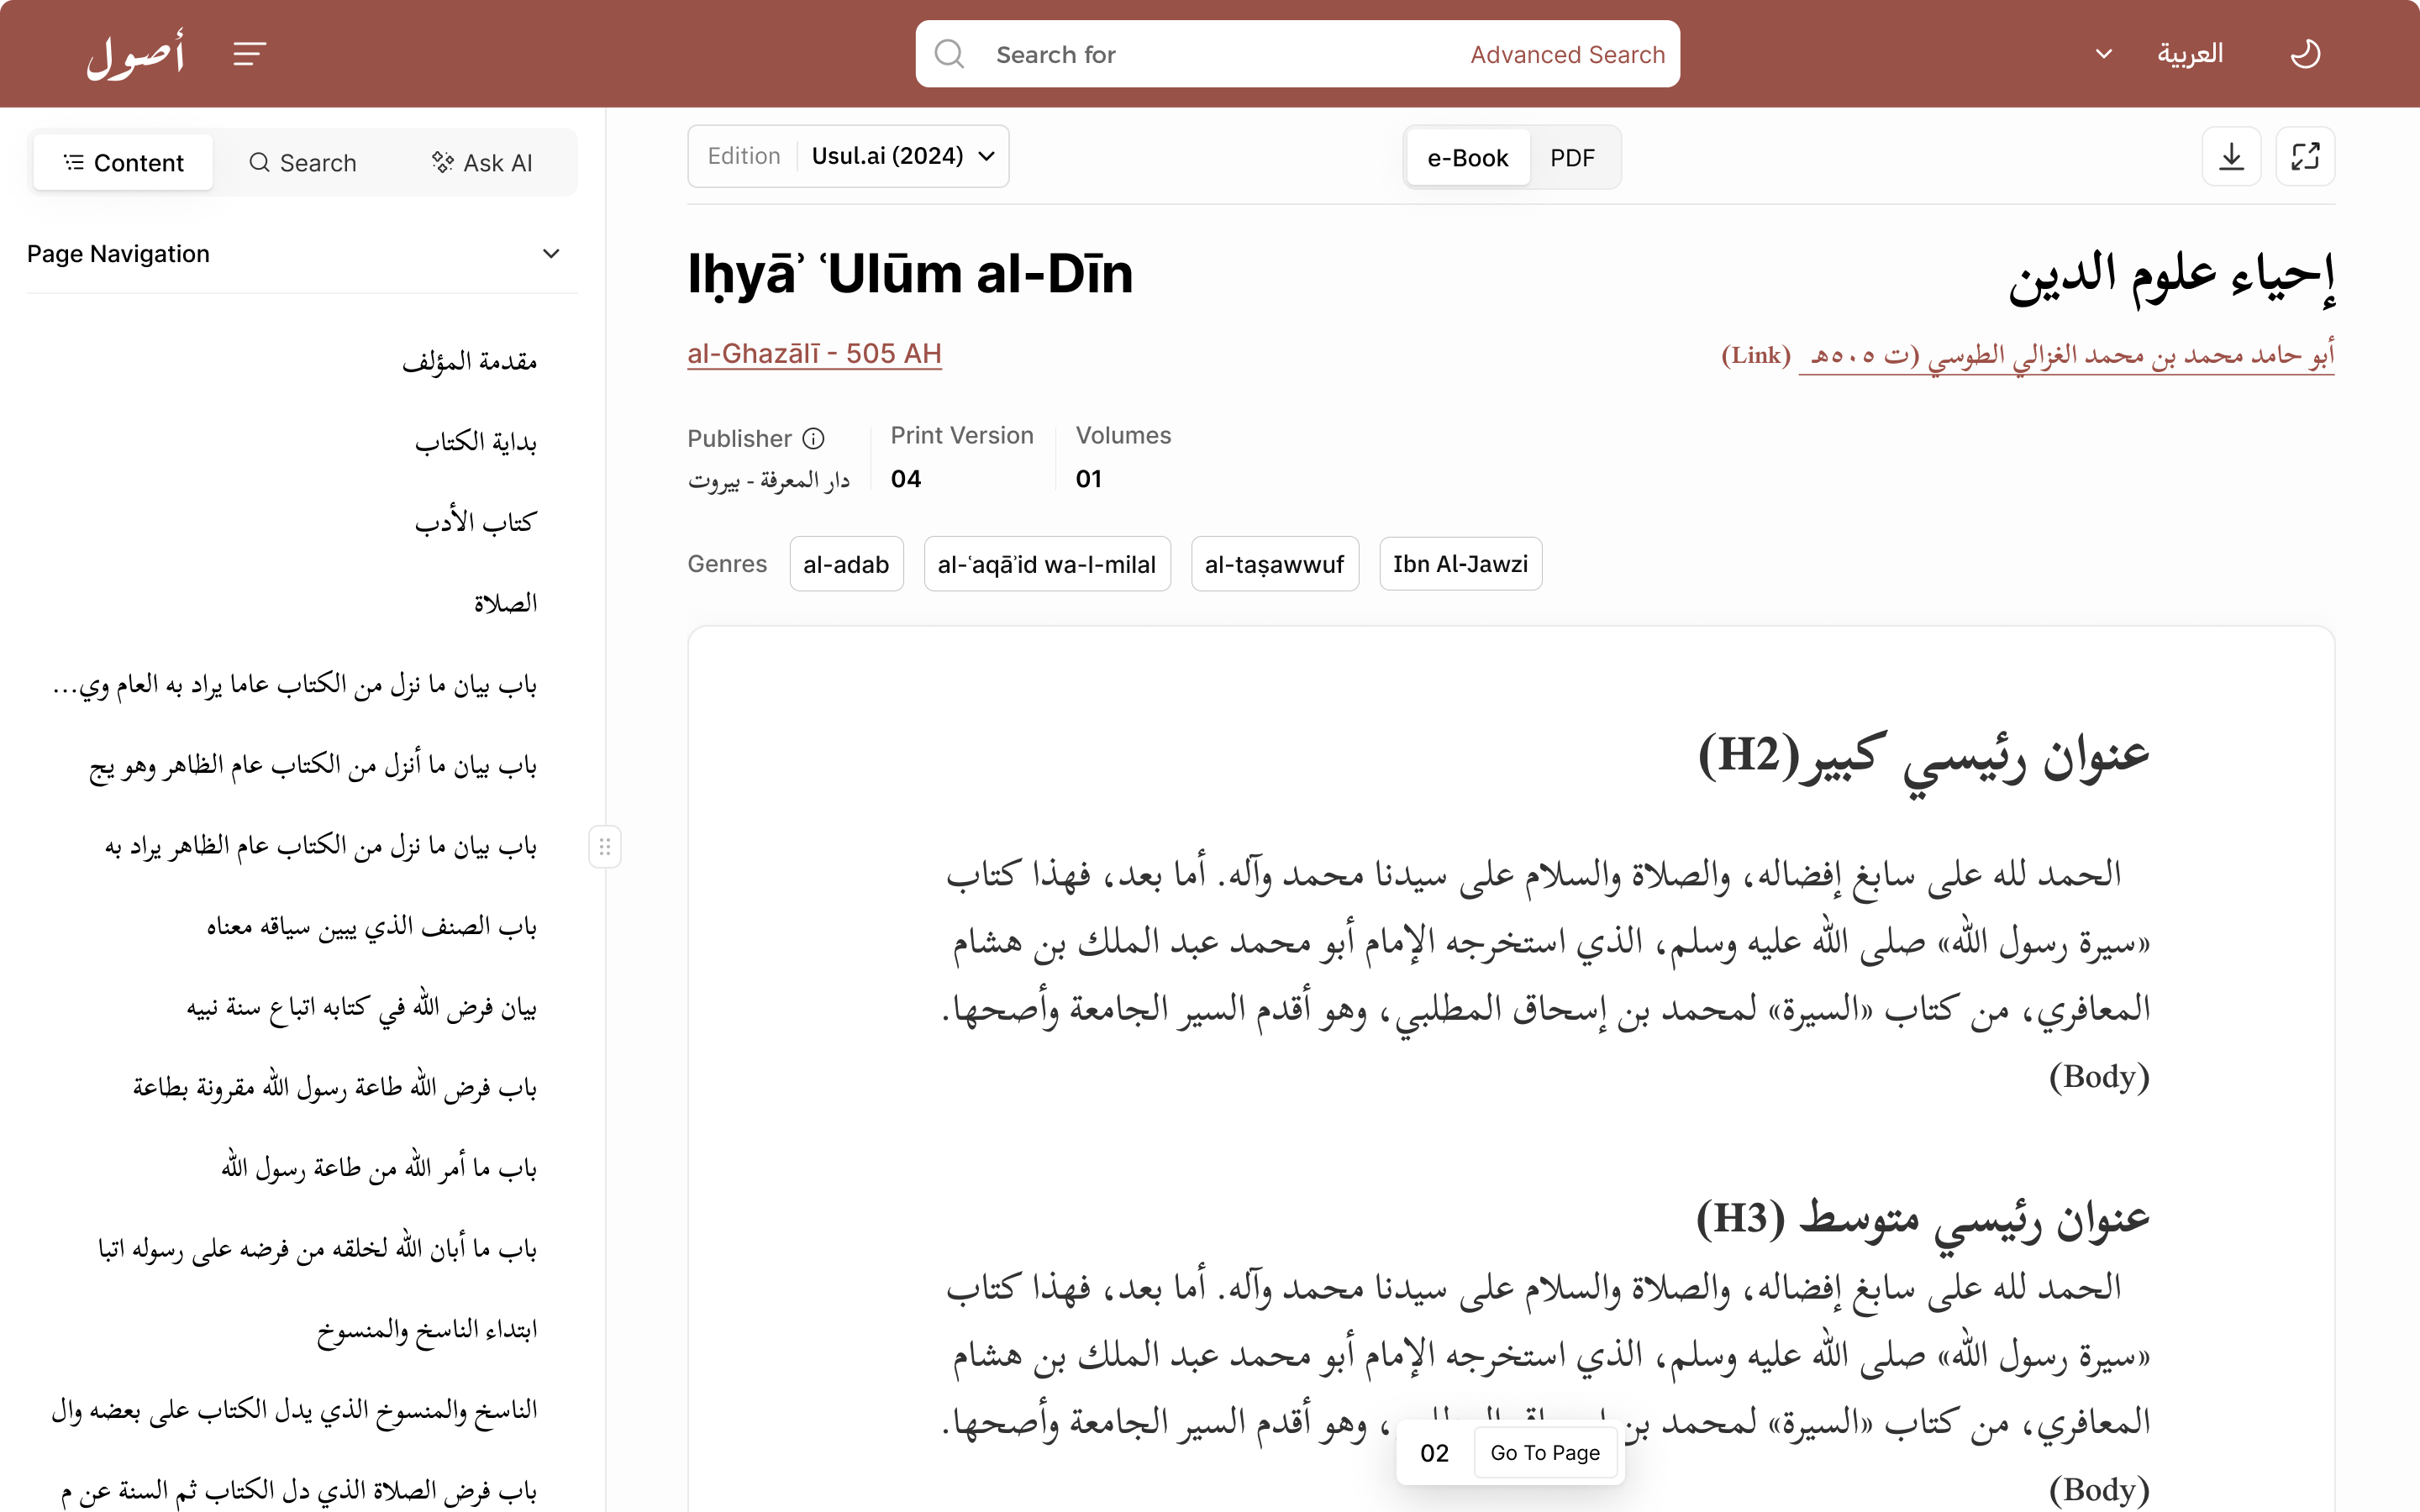 أصول
Search for
Advanced Search
العربية
Content
Search
Ask AI
Page Navigation
مقدمة المؤلف
بداية الكتاب
كتاب الأدب
الصلاة
باب بيان ما نزل من الكتاب عاما يراد به العام وي...
باب بيان ما أنزل من الكتاب عام الظاهر وهو يج
باب بيان ما نزل من الكتاب عام الظاهر يراد به
باب الصنف الذي يبين سياقه معناه
بيان فرض الله في كتابه اتباع سنة نبيه
باب فرض الله طاعة رسول الله مقرونة بطاعة
باب ما أمر الله من طاعة رسول الله
باب ما أبان الله لخلقه من فرضه على رسوله اتبا
ابتداء الناسخ والمنسوخ
الناسخ والمنسوخ الذي يدل الكتاب على بعضه وال
باب فرض الصلاة الذي دل الكتاب ثم السنة عن م
Edition
Usul.ai (2024)
e-Book
PDF
Iḥyāʾ ʿUlūm al-Dīn
إحياء علوم الدين
al-Ghazālī - 505 AH
أبو حامد محمد بن محمد الغزالي الطوسي (ت ٥٠٥هـ (Link)
Publisher
دار المعرفة - بيروت
Print Version
04
Volumes
01
Genres
al-adab
al-ʿaqāʾid wa-l-milal
al-taṣawwuf
Ibn Al-Jawzi
عنوان رئيسي كبير(H2)
الحمد لله على سابغ إفضاله، والصلاة والسلام على سيدنا محمد وآله. أما بعد، فهذا كتاب
«سيرة رسول الله» صلى الله عليه وسلم، الذي استخرجه الإمام أبو محمد عبد الملك بن هشام
المعافري، من كتاب «السيرة» لمحمد بن إسحاق المطلبي، وهو أقدم السير الجامعة وأصحها.
(Body)
عنوان رئيسي متوسط (H3)
الحمد لله على سابغ إفضاله، والصلاة والسلام على سيدنا محمد وآله. أما بعد، فهذا كتاب
«سيرة رسول الله» صلى الله عليه وسلم، الذي استخرجه الإمام أبو محمد عبد الملك بن هشام
المعافري، من كتاب «السيرة» لمحمد بن ، وهو أقدم السير الجامعة وأصحها.
(Body)
02
Go To Page